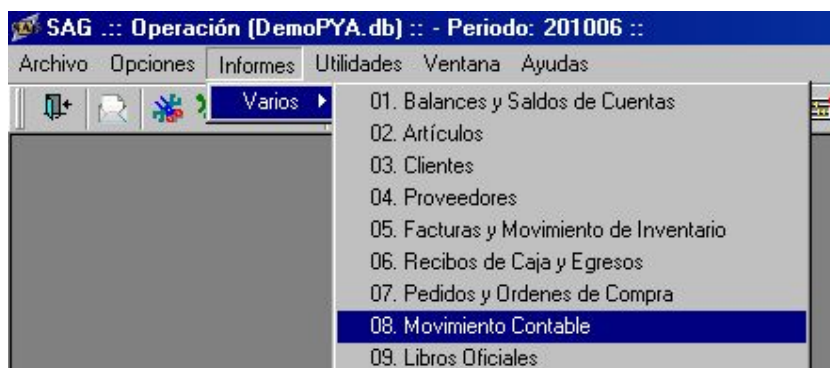 SAG .:: Operación (DemoPYA.db) :: - Periodo: 201006 ::
Archivo Opciones Informes Utilidades Ventana Ayudas
Varios
01. Balances y Saldos de Cuentas
02. Artículos
03. Clientes
04. Proveedores
05. Facturas y Movimiento de Inventario
06. Recibos de Caja y Egresos
07. Pedidos y Ordenes de Compra
08. Movimiento Contable
09. Libros Oficiales